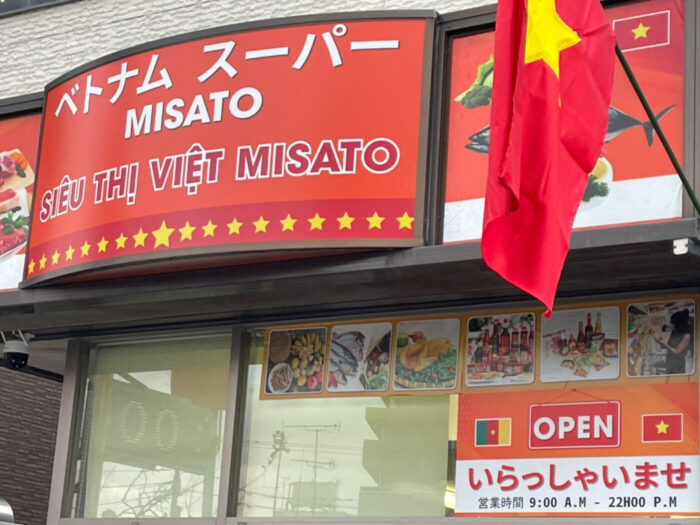 ベトナム スーパー
MISATO
SIÊU THỊ VIỆT MISATO
OPEN
いらっしゃいませ
営業時間 9:00 A.M - 22H00 P.M